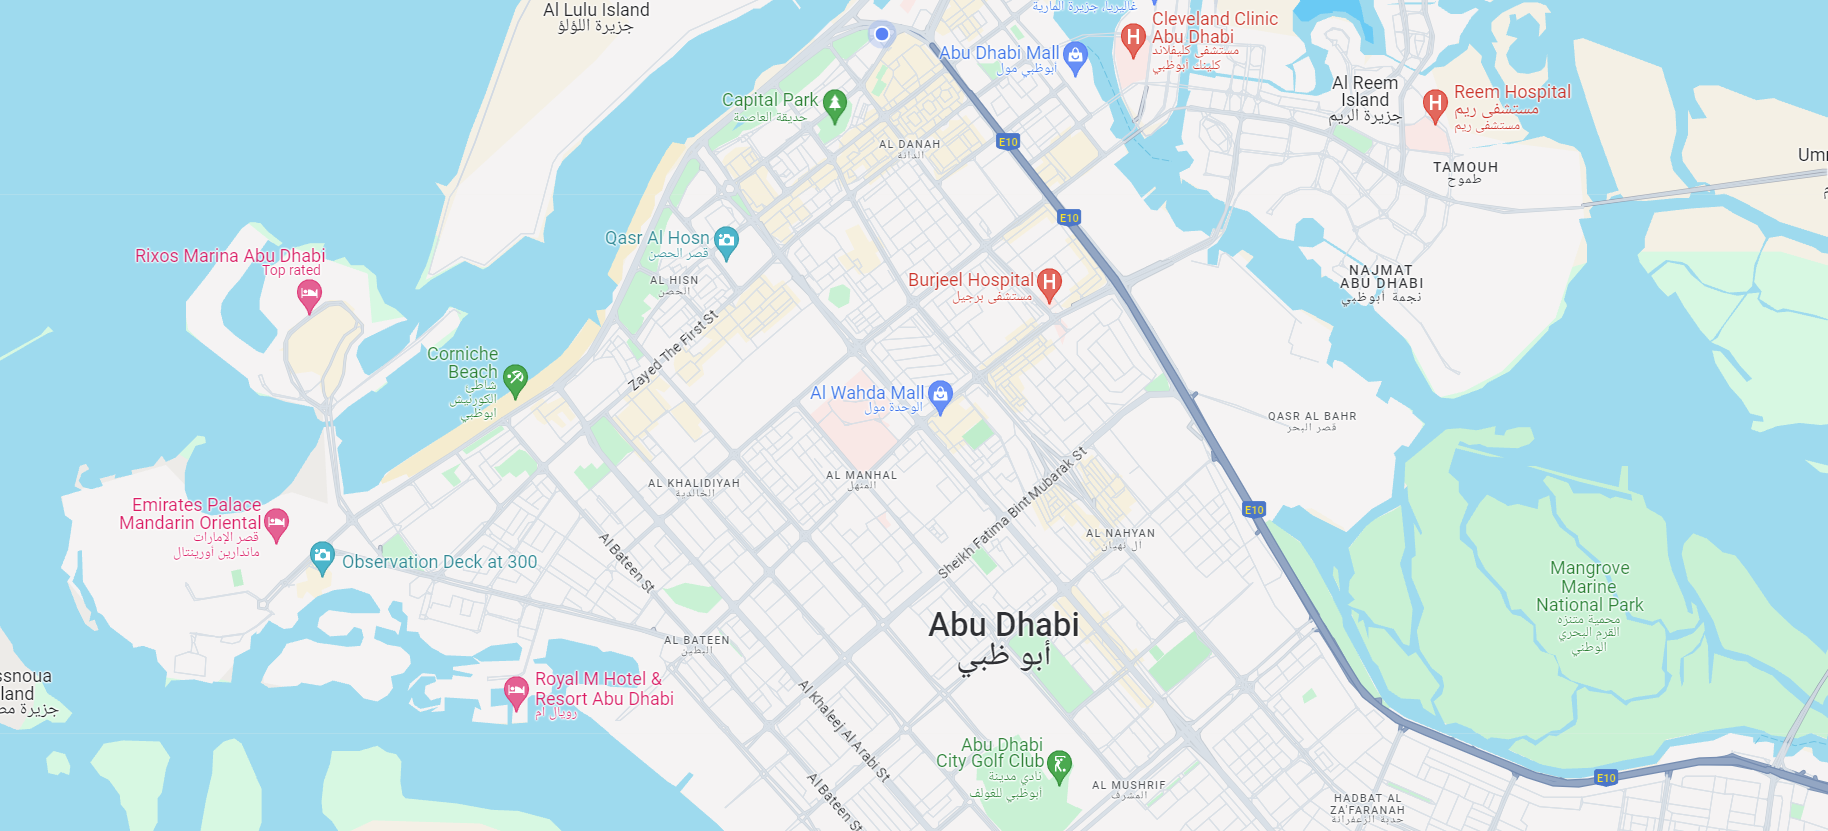 Al Lulu Island
جزيرة اللؤلؤ
غاليريا، جزيرة المارية
Cleveland Clinic
Abu Dhabi
مستشفى كليفلاند
كلينك أبوظبي
Abu Dhabi Mall
أبوظبي مول
Capital Park
حديقة العاصمة
Al Reem
Island
جزيرة الريم
Reem Hospital
مستشفى ريم
مستشفى ريم
AL DANAH
الدانة
E10
TAMOUH
طموح
Umr
E10
Qasr Al Hosn
قصر الحصن
Rixos Marina Abu Dhabi
Top rated
AL HISN
الحصن
Burjeel Hospital
مستشفى برجيل
NAJMAT
ABU DHABI
نجمة أبوظبي
Zayed The First St
Corniche
Beach
شاطئ
الكورنيش
ابوظبي
Al Wahda Mall
الوحدة مول
QASR AL BAHR
قصر البحر
AL KHALIDIYAH
الخالدية
AL MANHAL
المنهل
Sheikh Fatima Bint Mubarak St
E10
Emirates Palace
Mandarin Oriental
قصر الإمارات
ماندارين أورينتال
AL NAHYAN
آل نهيان
Observation Deck at 300
Al Bateen St
Mangrove
Marine
National Park
محمية متنزه
القرم البحري
الوطني
Abu Dhabi
أبو ظبي
AL BATEEN
البطين
ssnoua
land
جزيرة مص
Royal M Hotel &
Resort Abu Dhabi
رويال ام
Al Khaleej Al Arabi St
Abu Dhabi
City Golf Club
نادي مدينة
أبوظبي للغولف
Al Bateen St
AL MUSHRIF
المشرف
E10
HADBAT AL
ZA'FARANAH
حدبة الزعفرانة